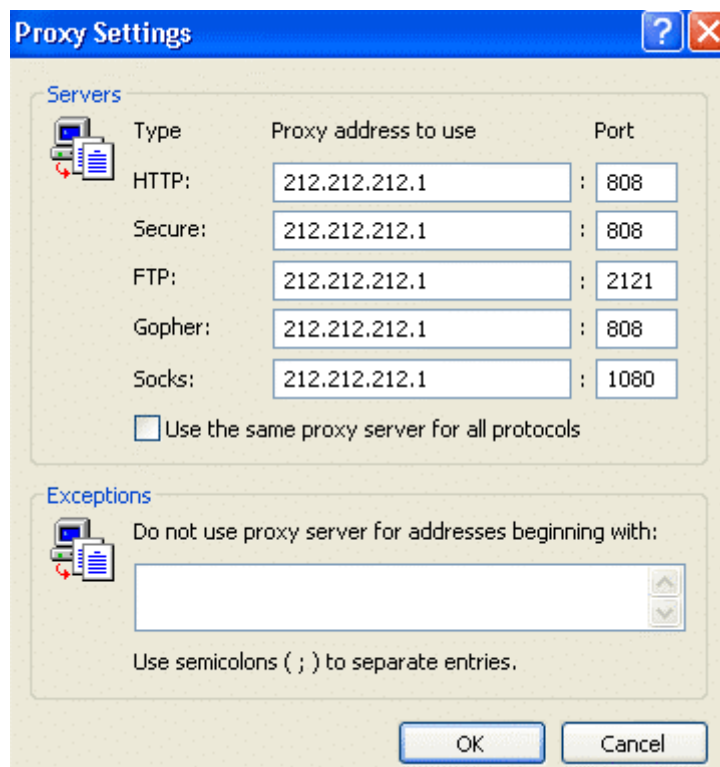 Proxy Settings
Servers
Type Proxy address to use Port
HTTP: 212.212.212.1 : 808
Secure: 212.212.212.1 : 808
FTP: 212.212.212.1 : 2121
Gopher: 212.212.212.1 : 808
Socks: 212.212.212.1 : 1080
Use the same proxy server for all protocols
Exceptions
Do not use proxy server for addresses beginning with:
Use semicolons ( ; ) to separate entries.
OK Cancel